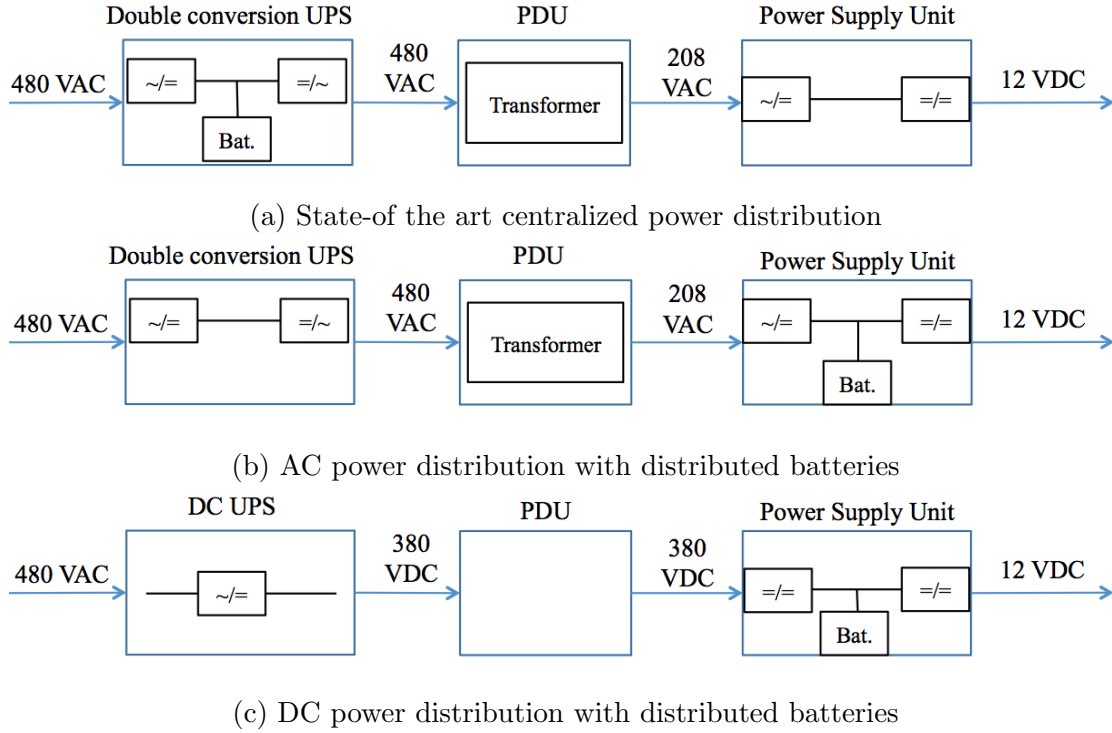 Double conversion UPS
PDU
Power Supply Unit
480 VAC
~/=
=/~
Bat.
480
VAC
Transformer
208
VAC
~/=
=/=
12 VDC
(a) State-of the art centralized power distribution
Double conversion UPS
PDU
Power Supply Unit
480 VAC
~/=
=/~
480
VAC
Transformer
208
VAC
~/=
=/=
Bat.
12 VDC
(b) AC power distribution with distributed batteries
DC UPS
PDU
Power Supply Unit
480 VAC
~/=
380
VDC
380
VDC
=/=
=/=
Bat.
12 VDC
(c) DC power distribution with distributed batteries